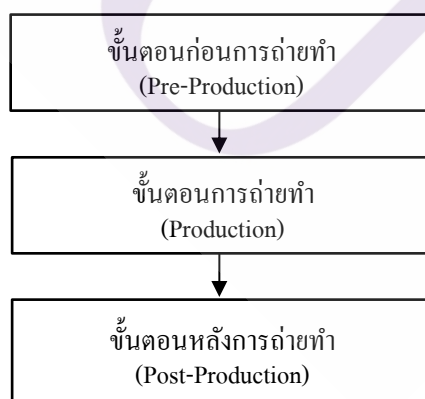 ขั้นตอนก่อนการถ่ายทำ
(Pre-Production)
ขั้นตอนการถ่ายทำ
(Production)
ขั้นตอนหลังการถ่ายทำ
(Post-Production)